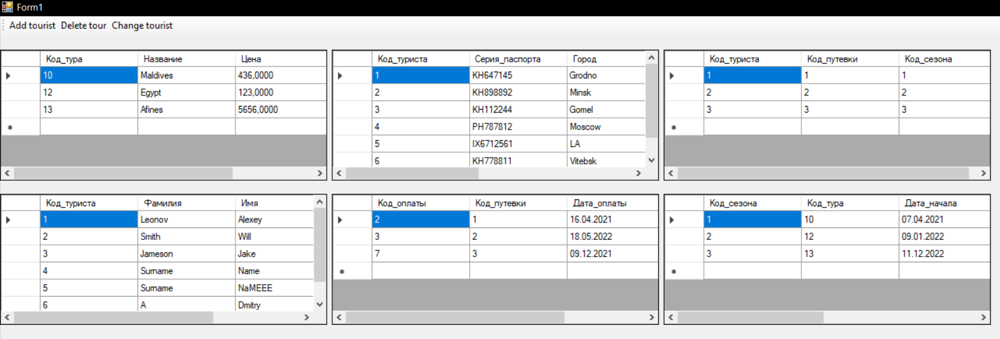 Form1
Add tourist Delete tour Change tourist
Код_тура Название Цена
10 Maldives 436,0000
12 Egypt 123,0000
13 Afines 5656,0000
Код_туриста Серия_паспорта Город
1 KH647145 Grodno
2 KH898892 Minsk
3 KH112244 Gomel
4 PH787812 Moscow
5 IX6712561 LA
6 KH778811 Vitebsk
Код_туриста Код_путевки Код_сезона
1 1 1
2 2 2
3 3 3
Код_туриста Фамилия Имя
1 Leonov Alexey
2 Smith Will
3 Jameson Jake
4 Surname Name
5 Surname NaMEEE
6 A Dmitry
Код_оплаты Код_путевки Дата_оплаты
2 1 16.04.2021
3 2 18.05.2022
7 3 09.12.2021
Код_сезона Код_тура Дата_начала
1 10 07.04.2021
2 12 09.01.2022
3 13 11.12.2022